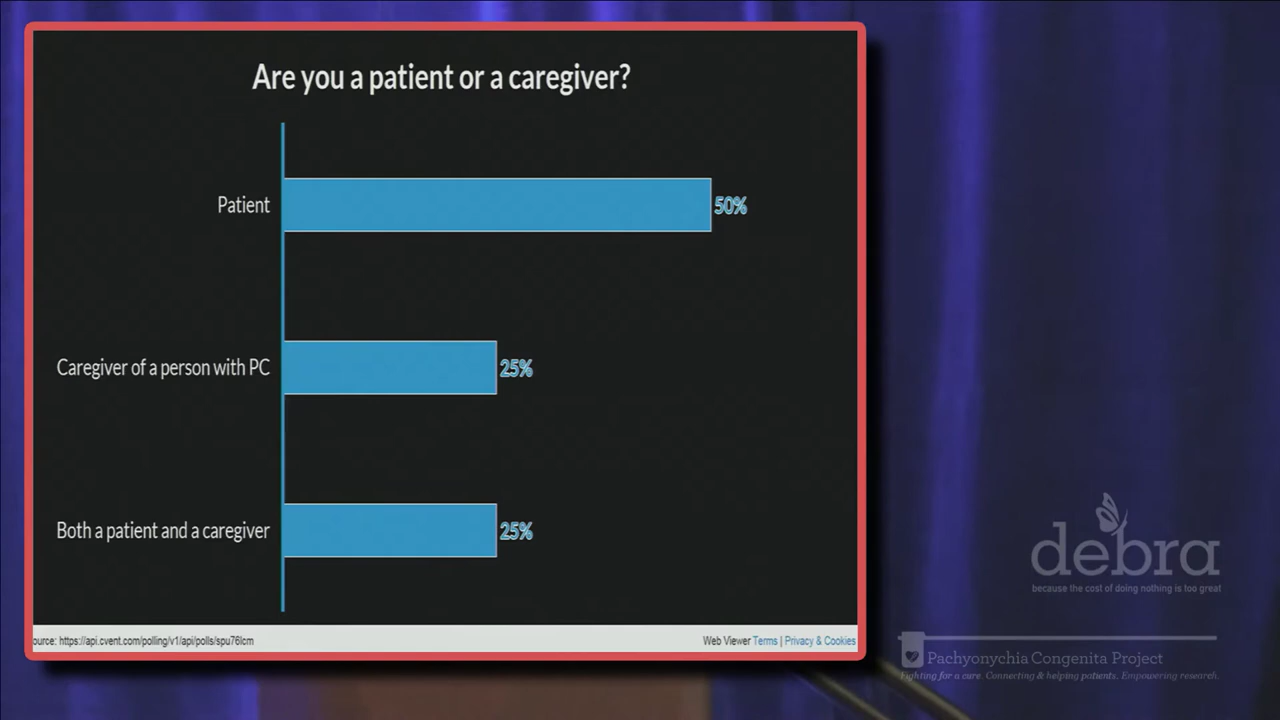 Are you a patient or a caregiver?
Patient
50%
Caregiver of a person with PC
25%
Both a patient and a caregiver
25%
ource: https://api.cvent.com/polling/v1/api/polls/spu76lcm
Web Viewer Terms | Privacy & Cookies
debra
because the cost of doing nothing is too great
Pachyonychia Congenita Project
Fighting for a cure. Connecting & helping patients. Empowering research.